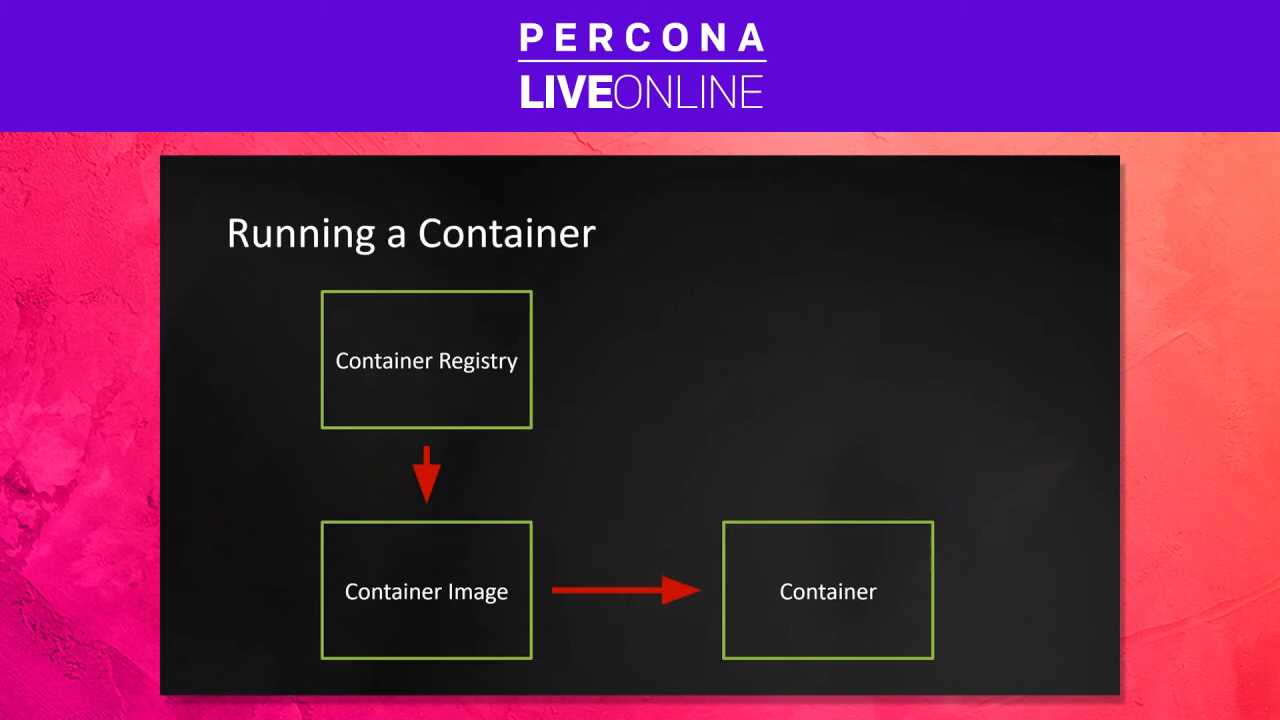 PERCONA
LIVEONLINE
Running a Container
Container Registry
Container Image
Container